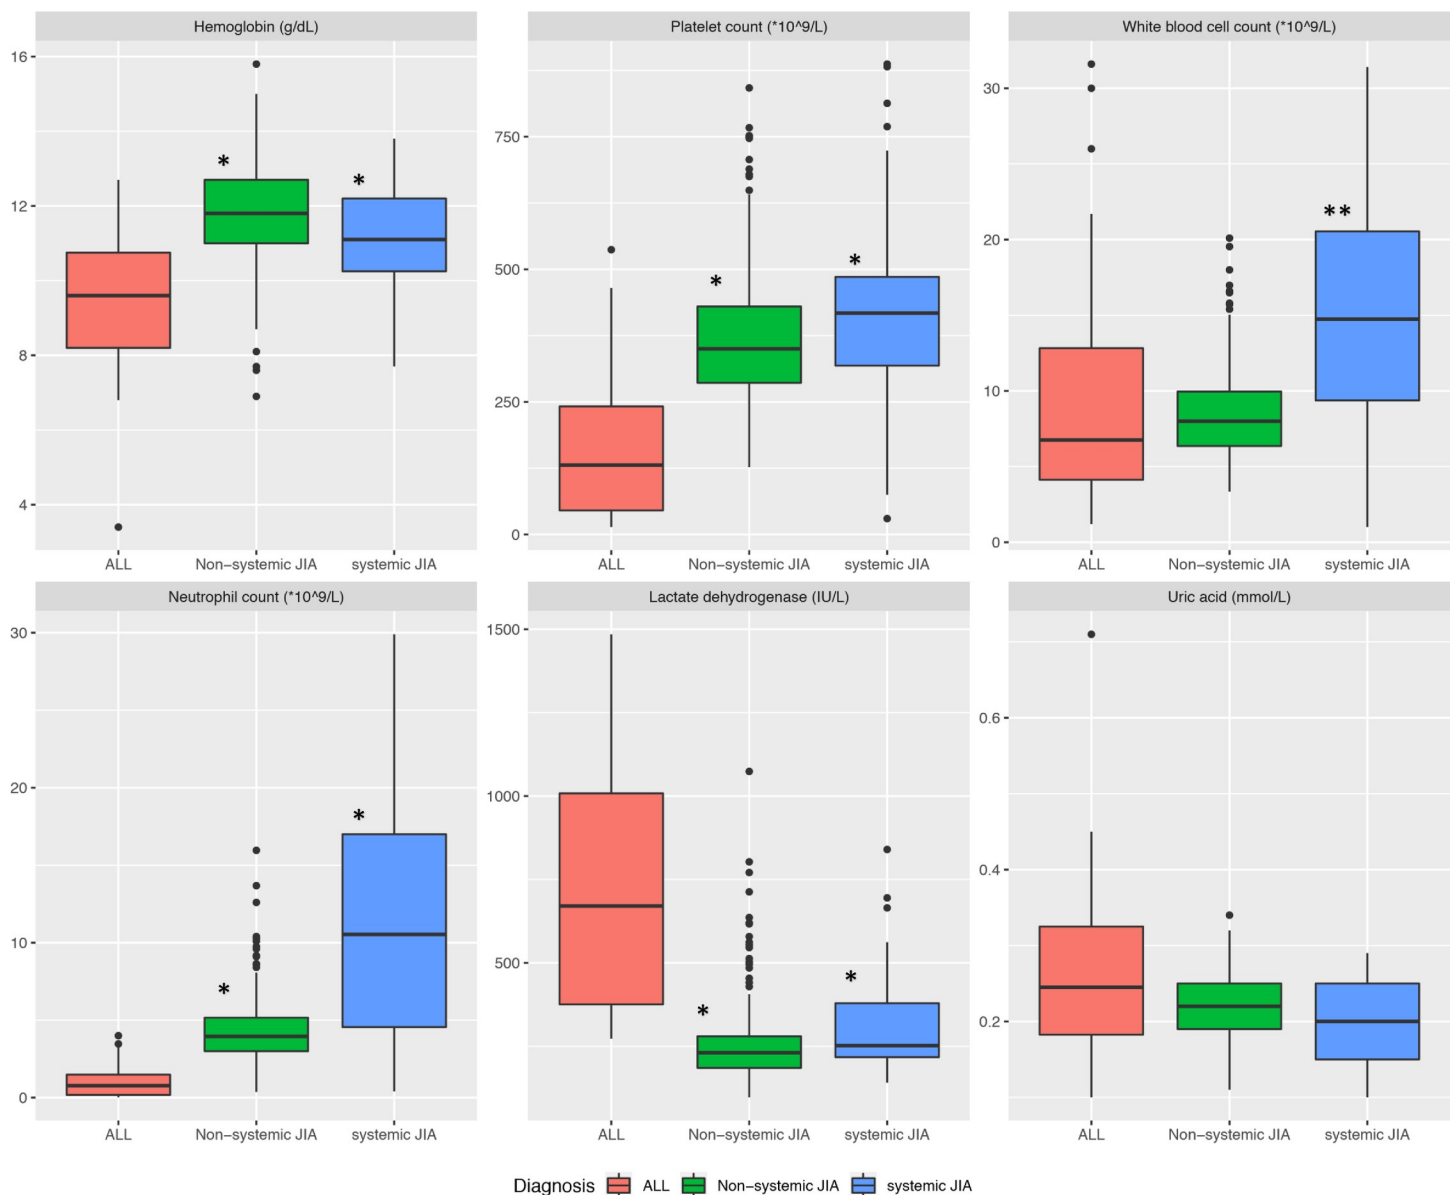 Hemoglobin (g/dL)
Platelet count (*10^9/L)
White blood cell count (*10^9/L)
16
12
8
4
*
*
ALL
Non−systemic JIA
systemic JIA
750
500
250
0
*
*
ALL
Non−systemic JIA
systemic JIA
30
20
10
0
**
ALL
Non−systemic JIA
systemic JIA
Neutrophil count (*10^9/L)
Lactate dehydrogenase (IU/L)
Uric acid (mmol/L)
30
20
10
0
*
*
ALL
Non−systemic JIA
systemic JIA
1500
1000
500
*
*
ALL
Non−systemic JIA
systemic JIA
0.6
0.4
0.2
ALL
Non−systemic JIA
systemic JIA
Diagnosis ALL Non−systemic JIA systemic JIA